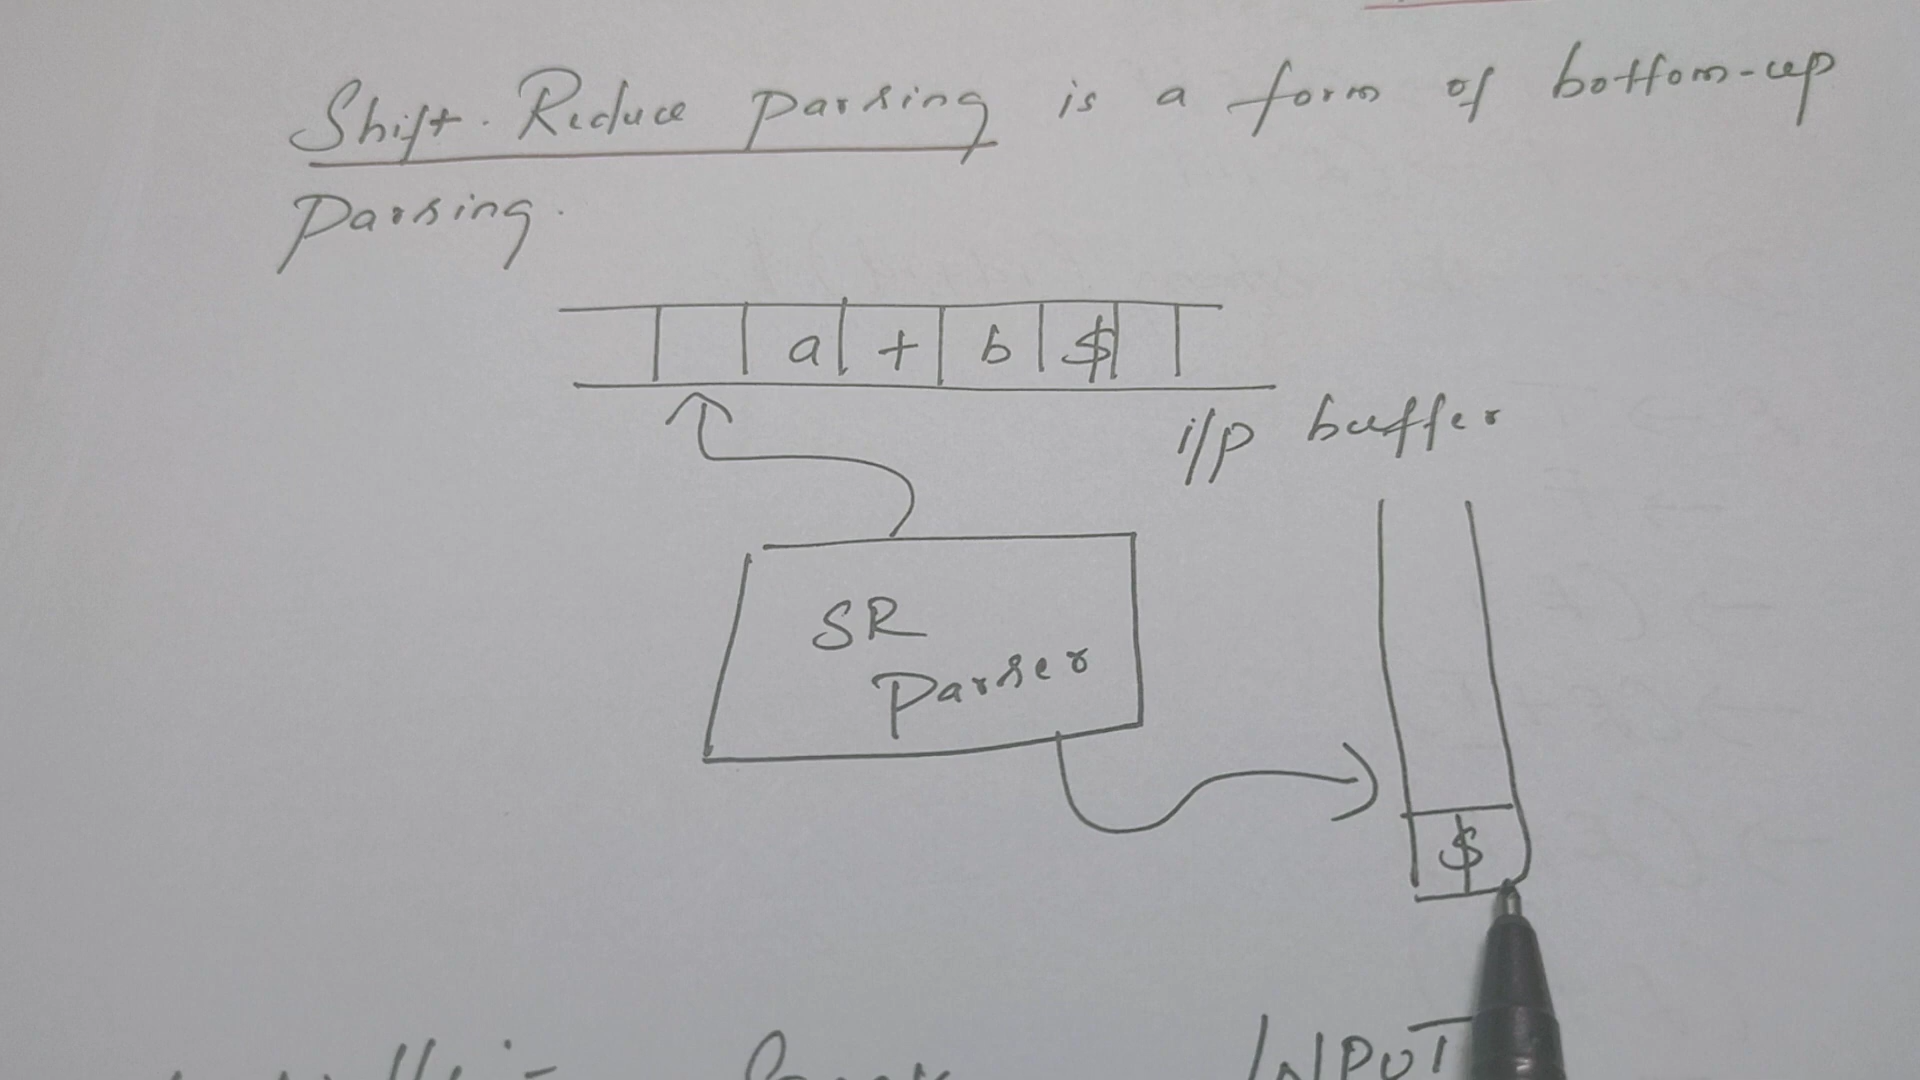 Shift-Reduce parsing is a form of bottom-up
parsing.
a + b $
i/p buffer
SR
Parser
$
INPUT